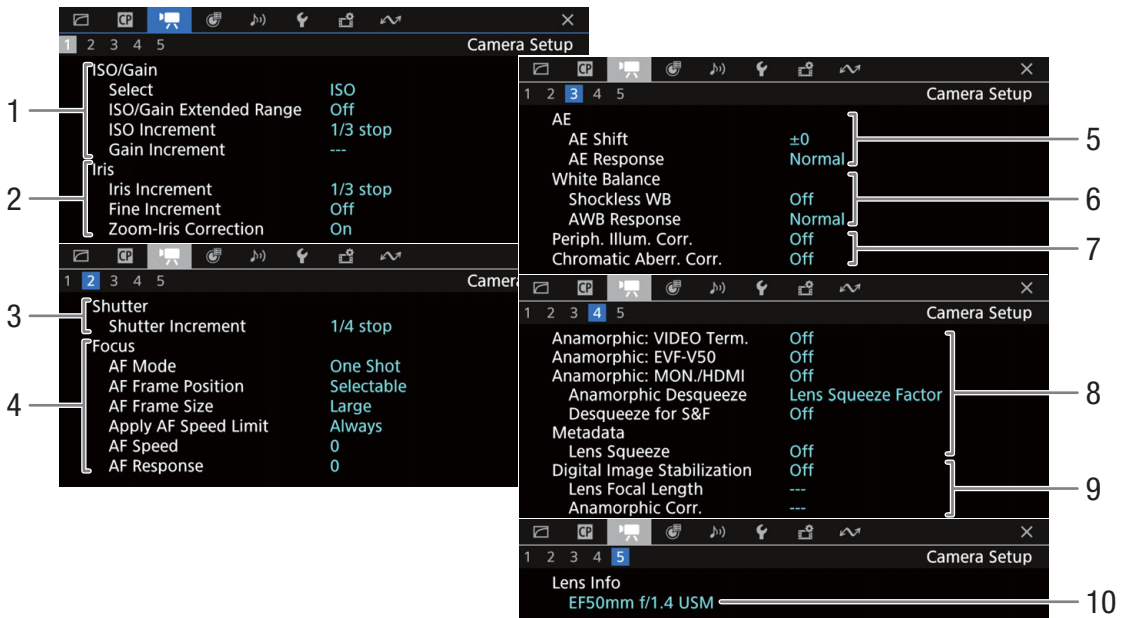 CP
1 2 3 4 5 Camera Setup
1
ISO/Gain
Select ISO
ISO/Gain Extended Range Off
ISO Increment 1/3 stop
Gain Increment ---
2
Iris
Iris Increment 1/3 stop
Fine Increment Off
Zoom-Iris Correction On
CP
1 2 3 4 5 Camer
3
Shutter
Shutter Increment 1/4 stop
4
Focus
AF Mode One Shot
AF Frame Position Selectable
AF Frame Size Large
Apply AF Speed Limit Always
AF Speed 0
AF Response 0
CP
1 2 3 4 5 Camera Setup
AE
AE Shift ±0
AE Response Normal
5
White Balance
Shockless WB Off
AWB Response Normal
6
Periph. Illum. Corr. Off
Chromatic Aberr. Corr. Off
7
CP
1 2 3 4 5 Camera Setup
Anamorphic: VIDEO Term. Off
Anamorphic: EVF-V50 Off
Anamorphic: MON./HDMI Off
Anamorphic Desqueeze Lens Squeeze Factor
Desqueeze for S&F Off
Metadata
Lens Squeeze Off
8
Digital Image Stabilization Off
Lens Focal Length ---
Anamorphic Corr. ---
9
CP
1 2 3 4 5 Camera Setup
Lens Info
EF50mm f/1.4 USM
10